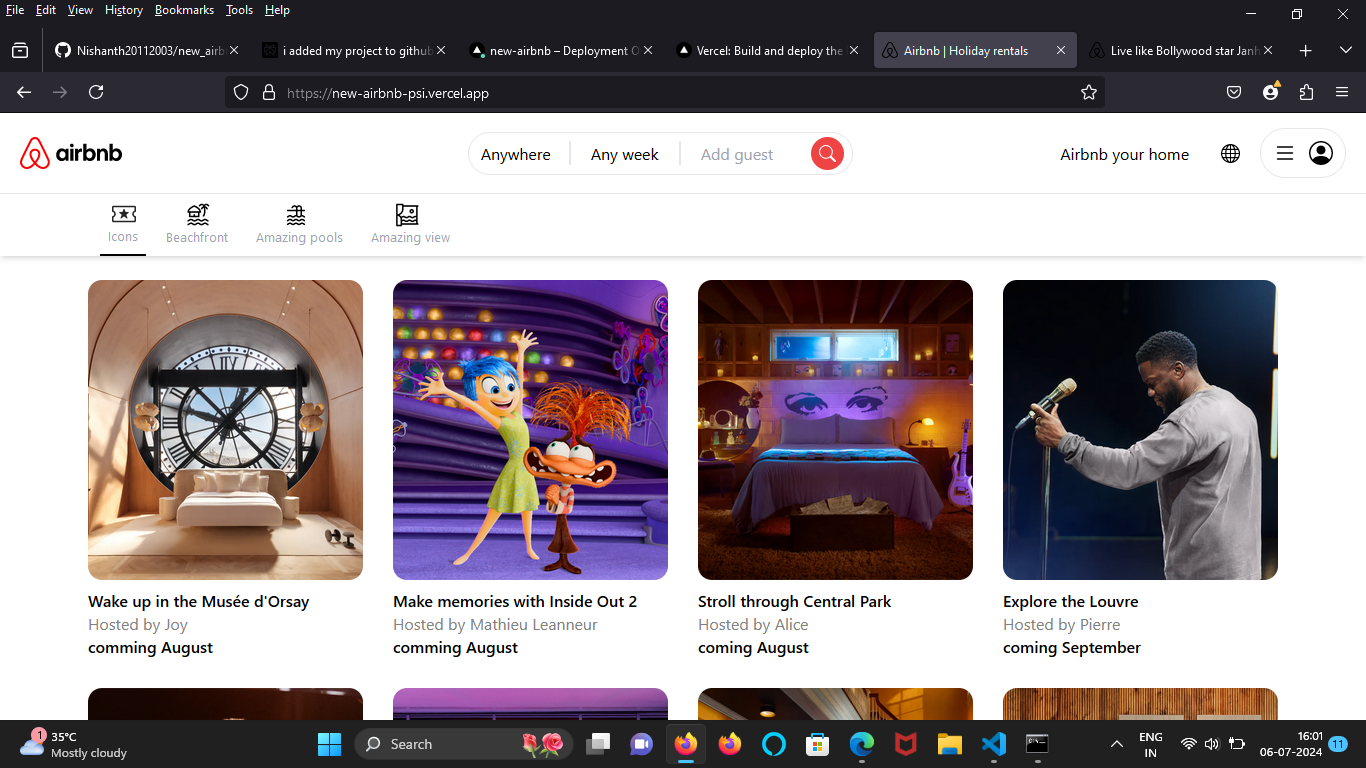 File Edit View History Bookmarks Tools Help
Nishanth20112003/new_airb
i added my project to github
new-airbnb – Deployment O
Vercel: Build and deploy the
Airbnb | Holiday rentals
Live like Bollywood star Janh
https://new-airbnb-psi.vercel.app
airbnb
Anywhere
Any week
Add guest
Airbnb your home
Icons
Beachfront
Amazing pools
Amazing view
Wake up in the Musée d'Orsay
Hosted by Joy
comming August
Make memories with Inside Out 2
Hosted by Mathieu Leanneur
comming August
Stroll through Central Park
Hosted by Alice
coming August
Explore the Louvre
Hosted by Pierre
coming September
1
35°C
Mostly cloudy
Search
ENG
IN
16:01
06-07-2024
11